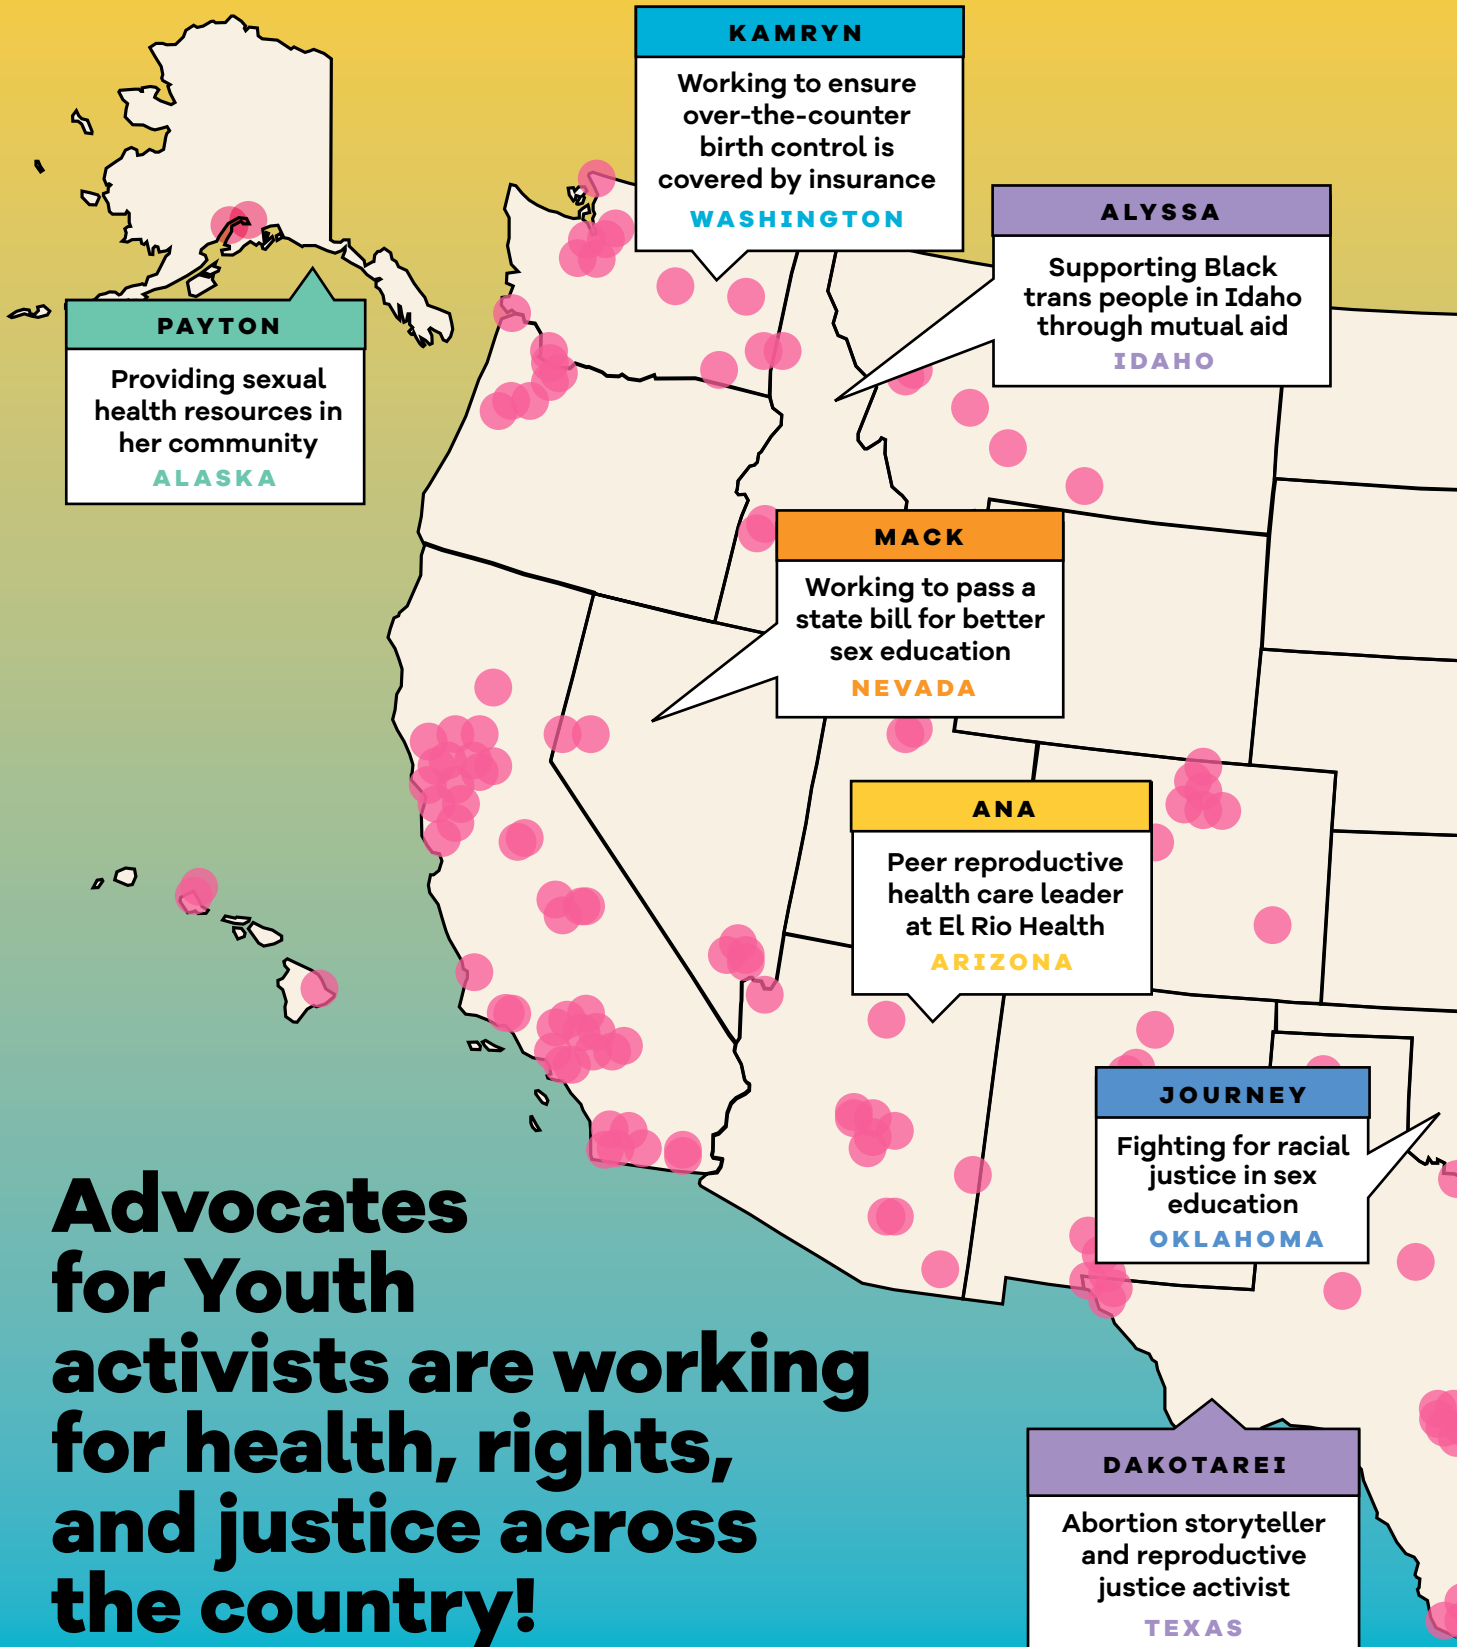 KAMRYN
Working to ensure
over-the-counter
birth control is
covered by insurance
WASHINGTON
ALYSSA
Supporting Black
trans people in Idaho
through mutual aid
IDAHO
PAYTON
Providing sexual
health resources in
her community
ALASKA
MACK
Working to pass a
state bill for better
sex education
NEVADA
ANA
Peer reproductive
health care leader
at El Rio Health
ARIZONA
JOURNEY
Fighting for racial
justice in sex
education
OKLAHOMA
Advocates
for Youth
activists are working
for health, rights,
and justice across
the country!
DAKOTAREI
Abortion storyteller
and reproductive
justice activist
TEXAS